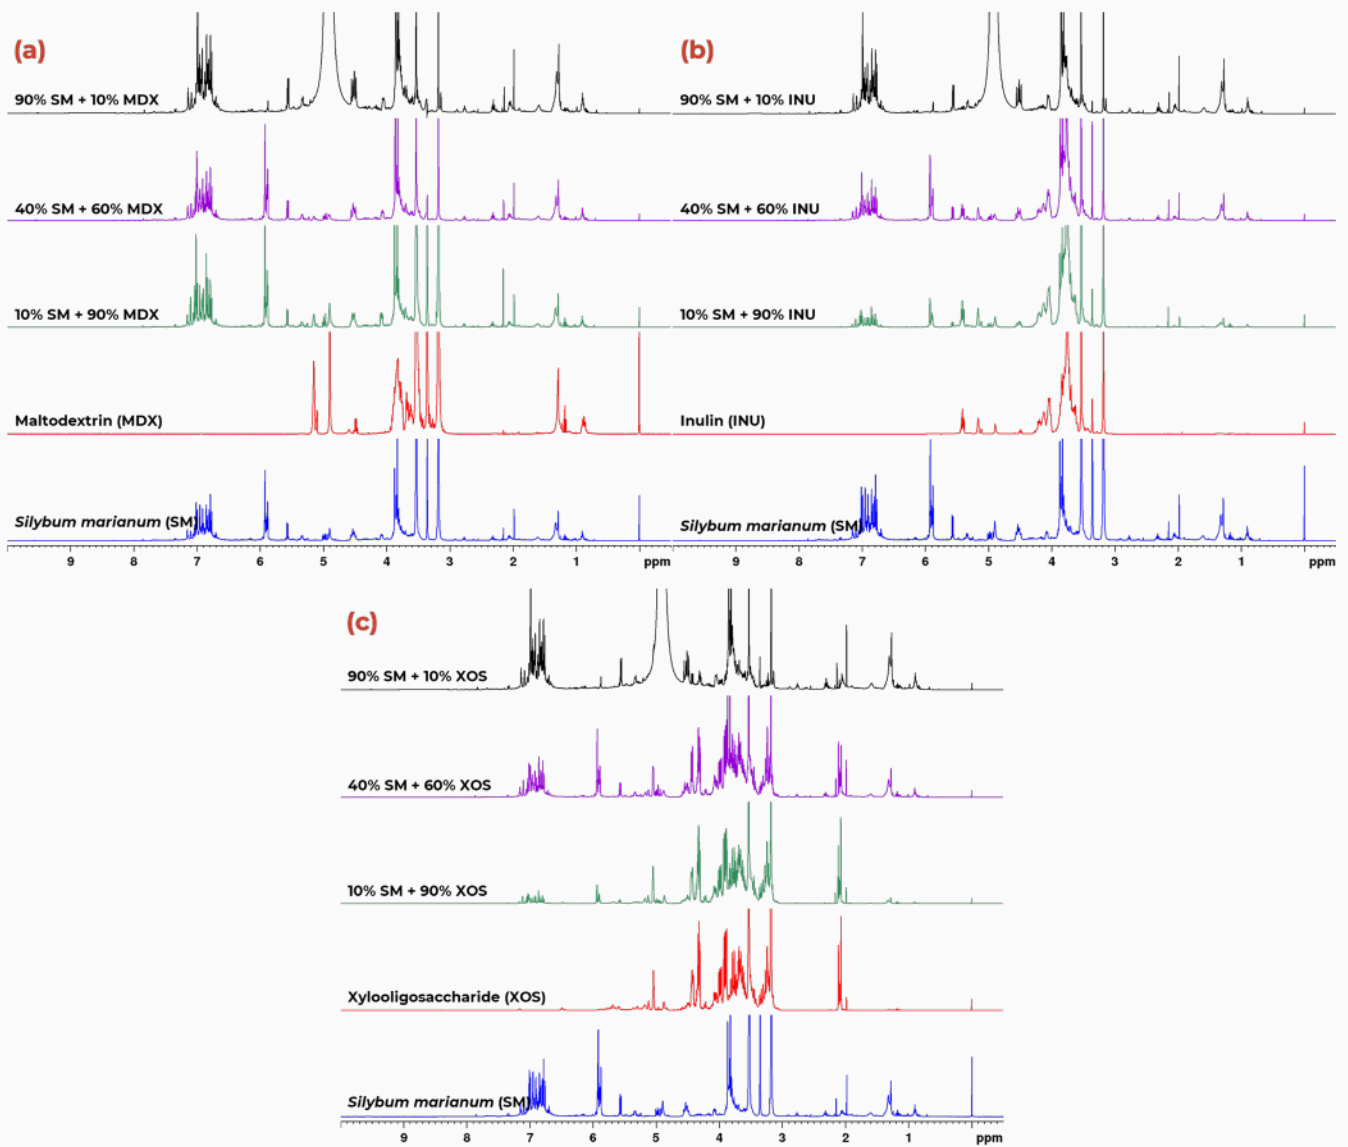 (a)
90% SM + 10% MDX
40% SM + 60% MDX
10% SM + 90% MDX
Maltodextrin (MDX)
Silybum marianum (SM)
9 8 7 6 5 4 3 2 1 ppm
(b)
90% SM + 10% INU
40% SM + 60% INU
10% SM + 90% INU
Inulin (INU)
Silybum marianum (SM)
9 8 7 6 5 4 3 2 1 ppm
(c)
90% SM + 10% XOS
40% SM + 60% XOS
10% SM + 90% XOS
Xylooligosaccharide (XOS)
Silybum marianum (SM)
9 8 7 6 5 4 3 2 1 ppm